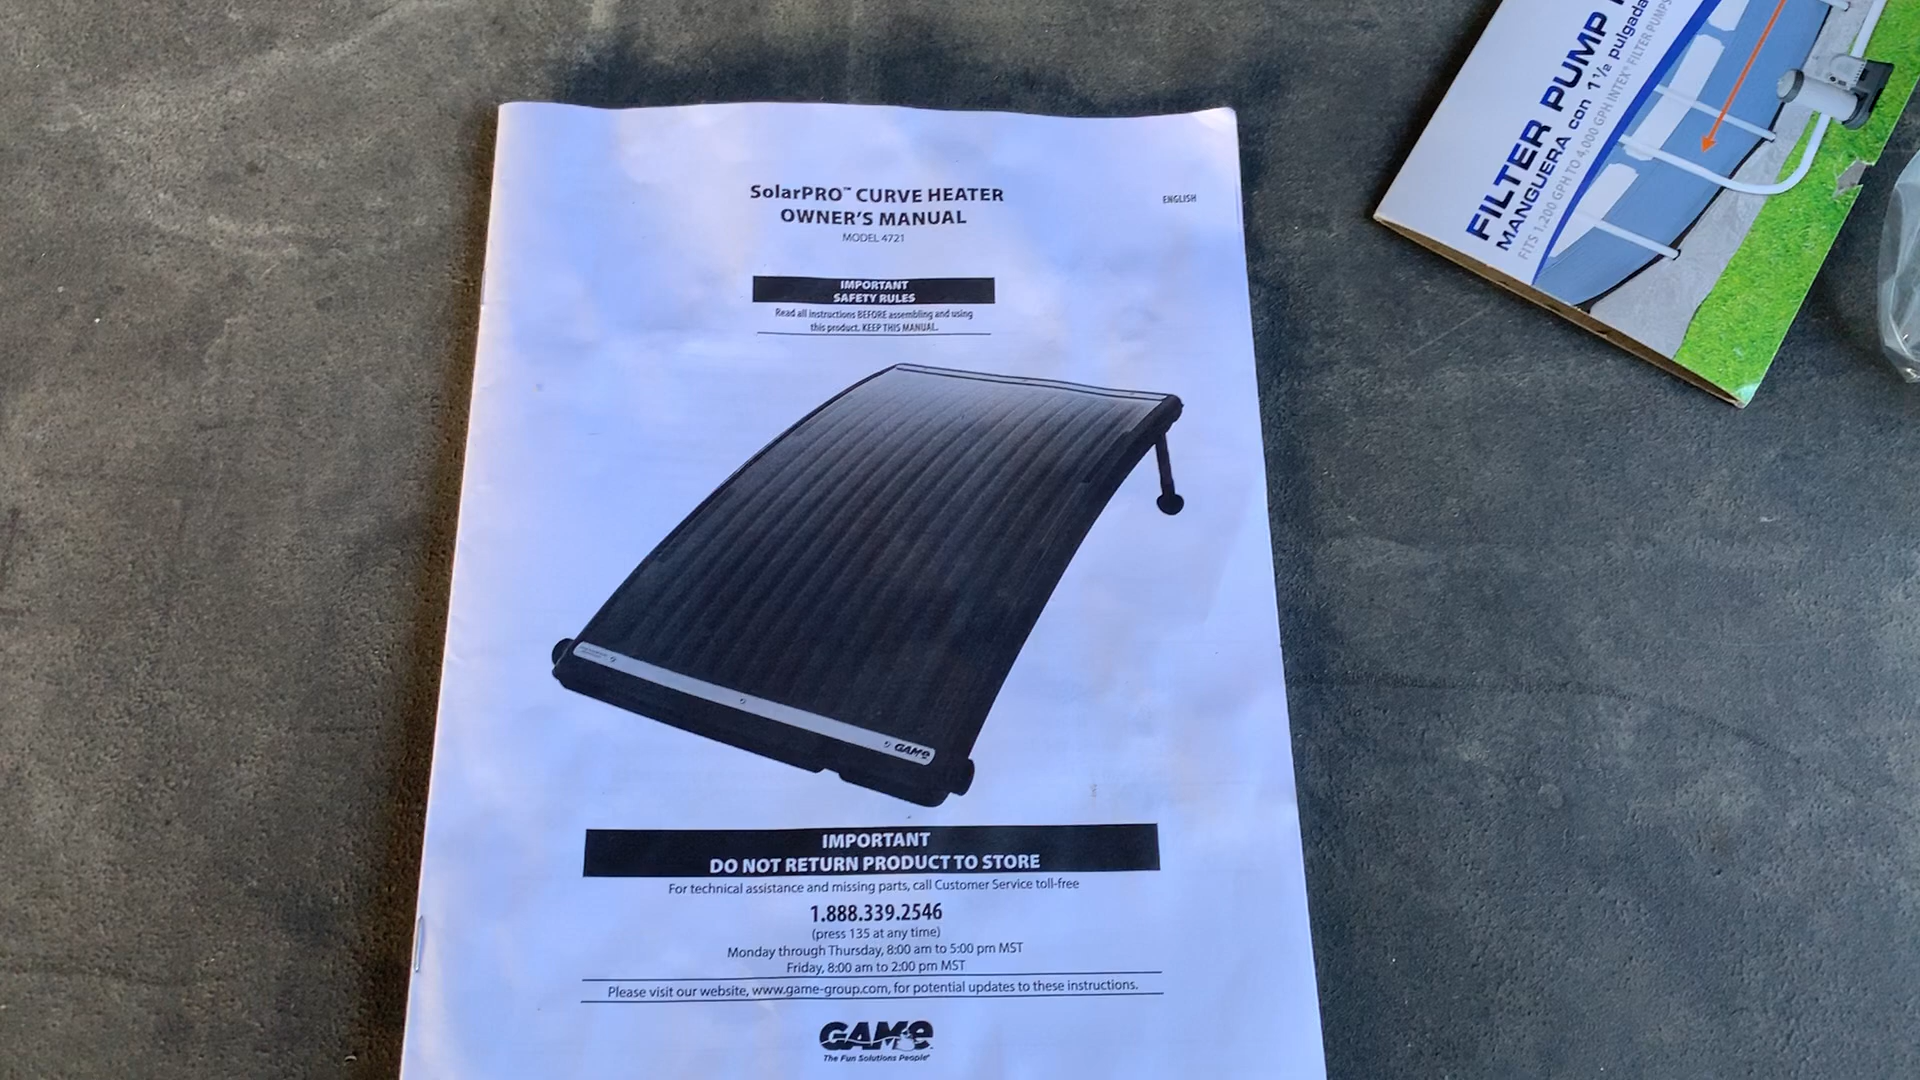 SolarPRO™ CURVE HEATER
OWNER'S MANUAL
MODEL 4721
ENGLISH
IMPORTANT
SAFETY RULES
Read all instructions BEFORE assembling and using
this product. KEEP THIS MANUAL.
GAME
IMPORTANT
DO NOT RETURN PRODUCT TO STORE
For technical assistance and missing parts, call Customer Service toll-free
1.888.339.2546
(press 135 at any time)
Monday through Thursday, 8:00 am to 5:00 pm MST
Friday, 8:00 am to 2:00 pm MST
Please visit our website, www.game-group.com, for potential updates to these instructions.
GAME
The Fun Solutions People
FILTER PUMP
MANGUERA con 1 1/2 pulgada
FITS 1,200 GPH TO 4,000 GPH INTEX® FILTER PUMPS